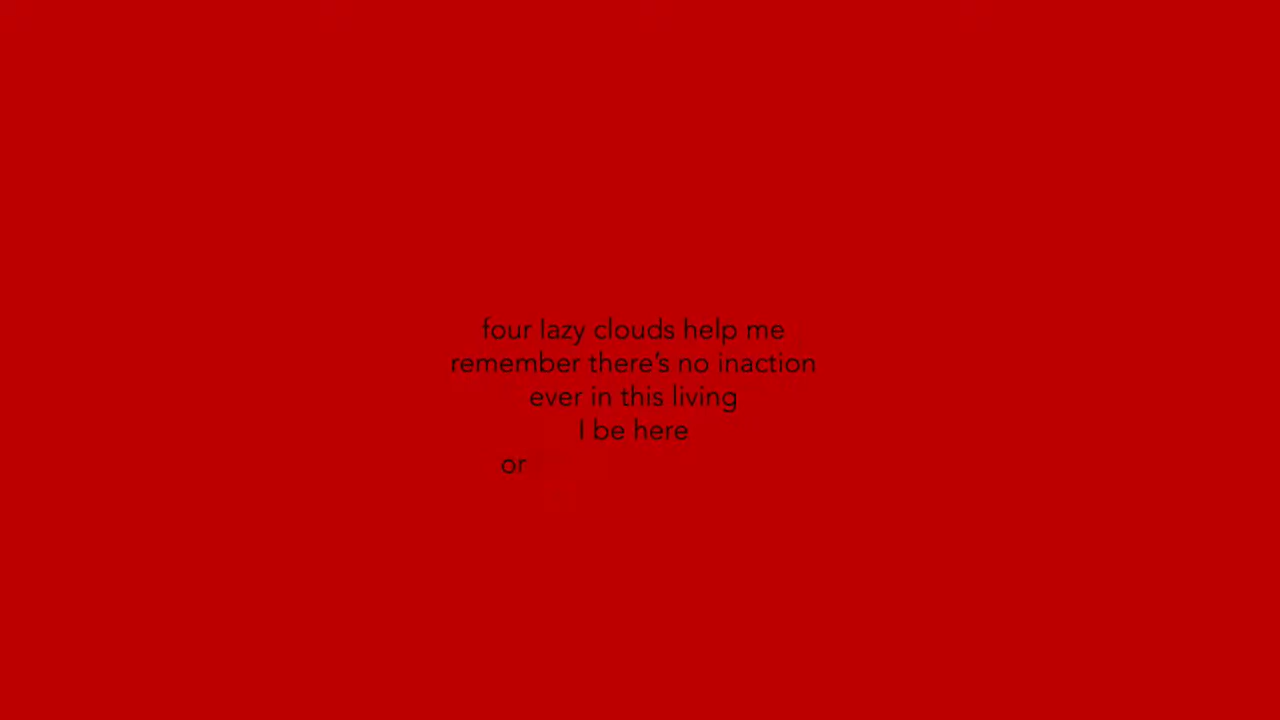 four lazy clouds help me
remember there's no inaction
ever in this living
I be here
or